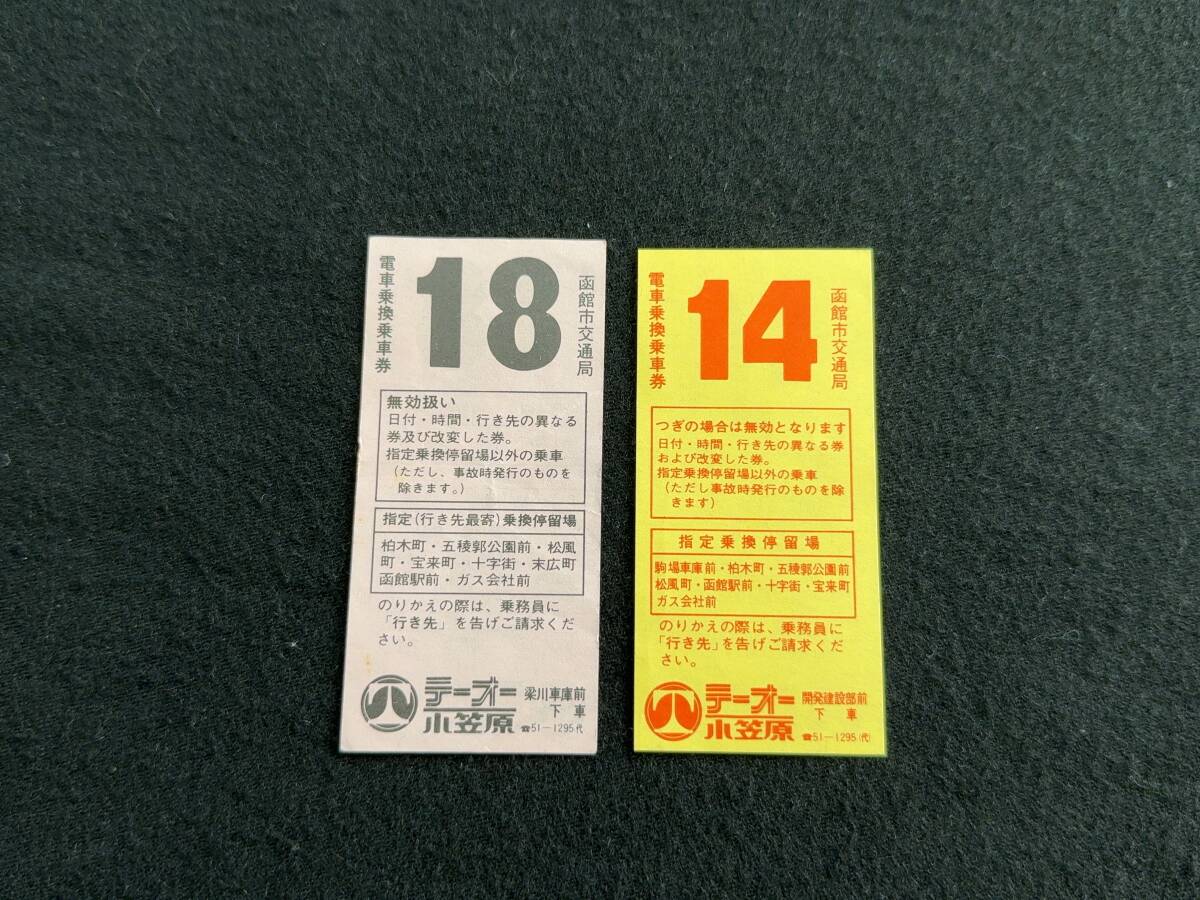 電車乗換乗車券
18
函館市交通局
無効扱い
日付・時間・行き先の異なる
券及び改変した券。
指定乗換停留場以外の乗車
(ただし、事故時発行のものを
除きます。)
指定(行き先最寄)乗換停留場
柏木町・五稜郭公園前・松風
町・宝来町・十字街・末広町
函館駅前・ガス会社前
のりかえの際は、乗務員に
「行き先」を告げご請求くだ
さい。
テーオー
小笠原
梁川車庫前
下車
☎51-1295代
電車乗換乗車券
14
函館市交通局
つぎの場合は無効となります
日付・時間・行き先の異なる券
および改変した券。
指定乗換停留場以外の乗車
(ただし事故時発行のものを除
きます)
指定乗換停留場
駒場車庫前・柏木町・五稜郭公園前
松風町・函館駅前・十字街・宝来町
ガス会社前
のりかえの際は、乗務員に
「行き先」を告げご請求くだ
さい。
テーオー
小笠原
開発建設部前
下車
☎51-1295(代)